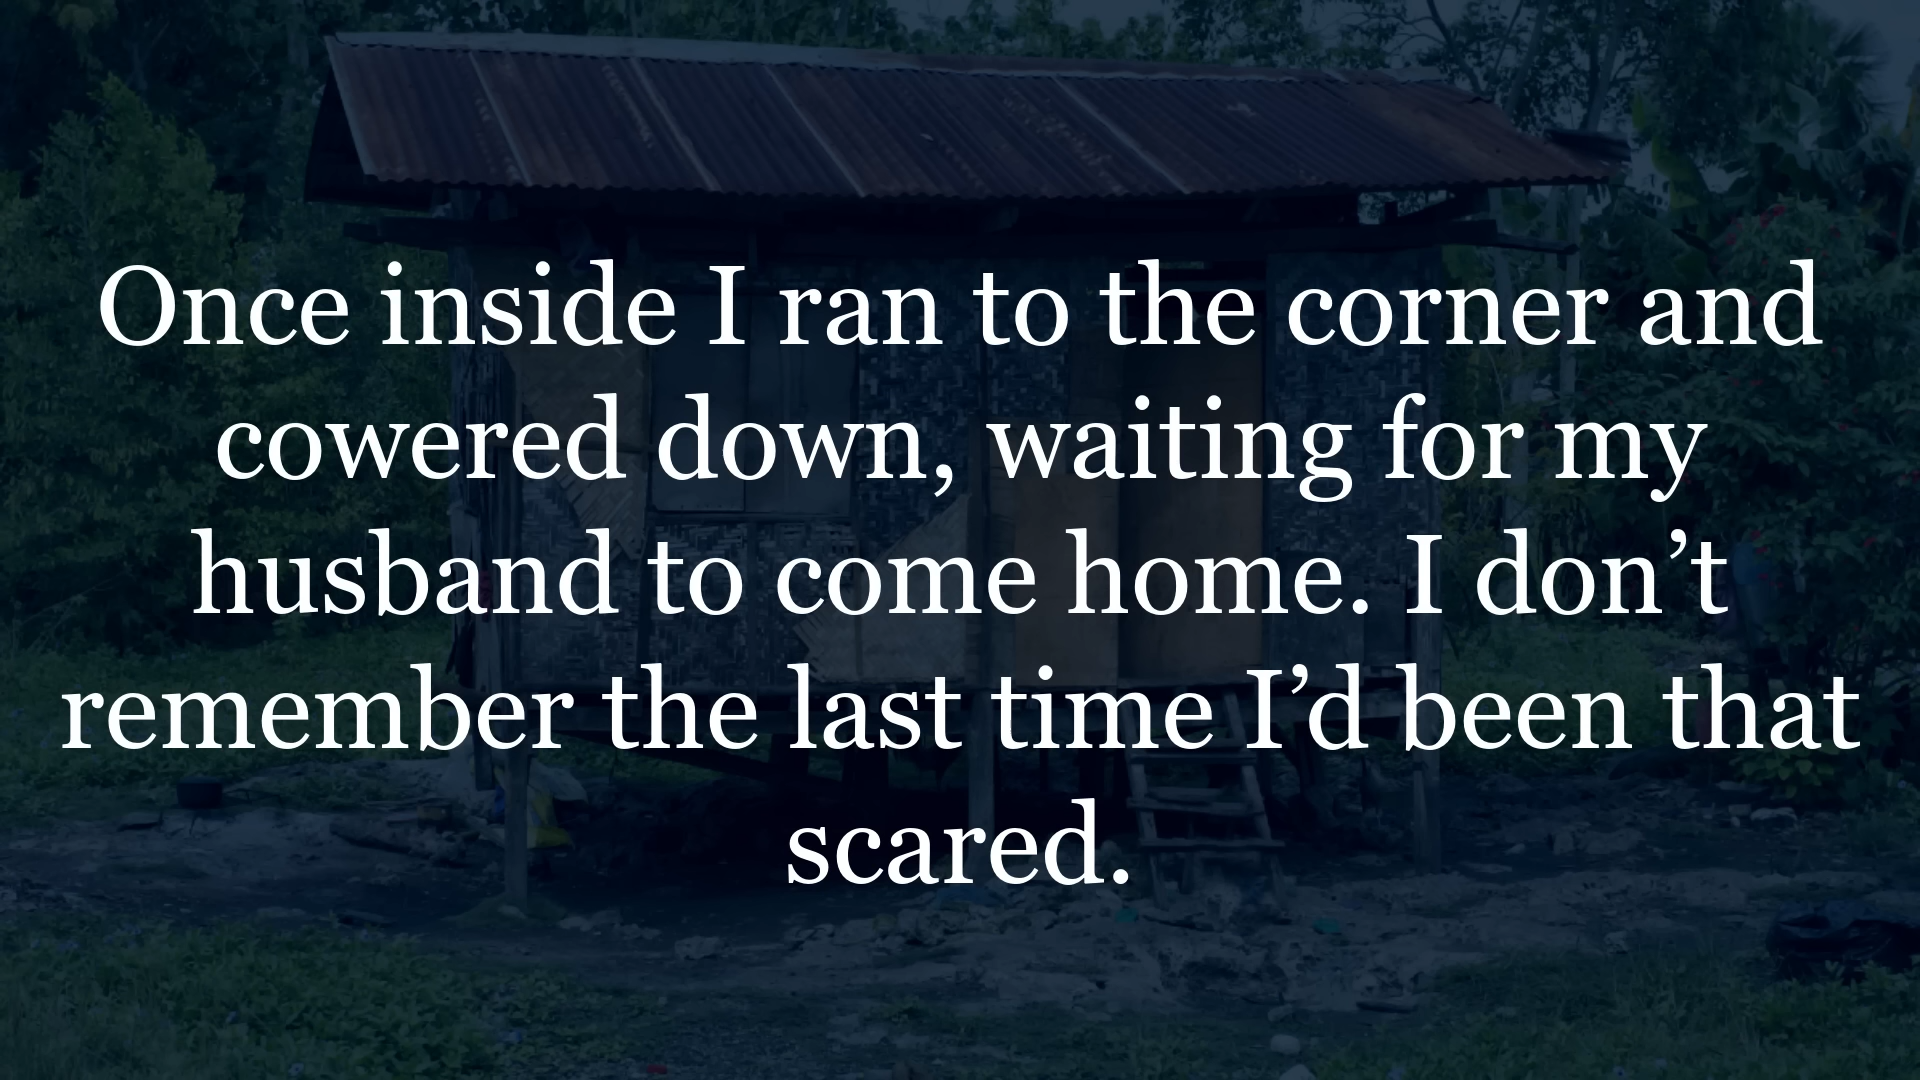 Once inside I ran to the corner and
cowered down, waiting for my
husband to come home. I don’t
remember the last time I’d been that
scared.